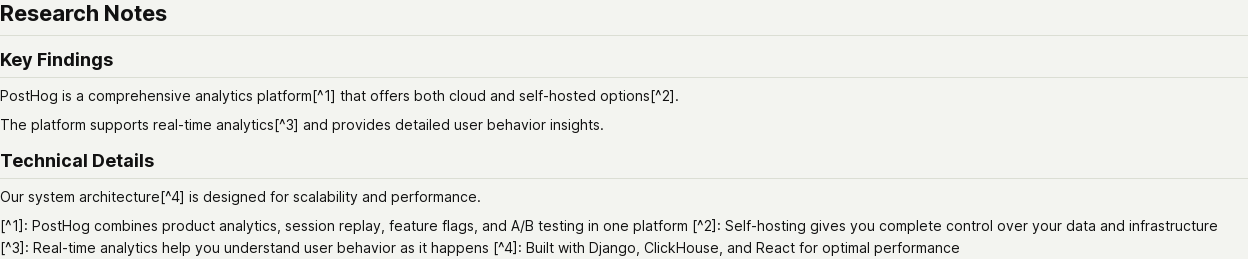 Research Notes
Key Findings
PostHog is a comprehensive analytics platform[^1] that offers both cloud and self-hosted options[^2].
The platform supports real-time analytics[^3] and provides detailed user behavior insights.
Technical Details
Our system architecture[^4] is designed for scalability and performance.
[^1]: PostHog combines product analytics, session replay, feature flags, and A/B testing in one platform [^2]: Self-hosting gives you complete control over your data and infrastructure
[^3]: Real-time analytics help you understand user behavior as it happens [^4]: Built with Django, ClickHouse, and React for optimal performance